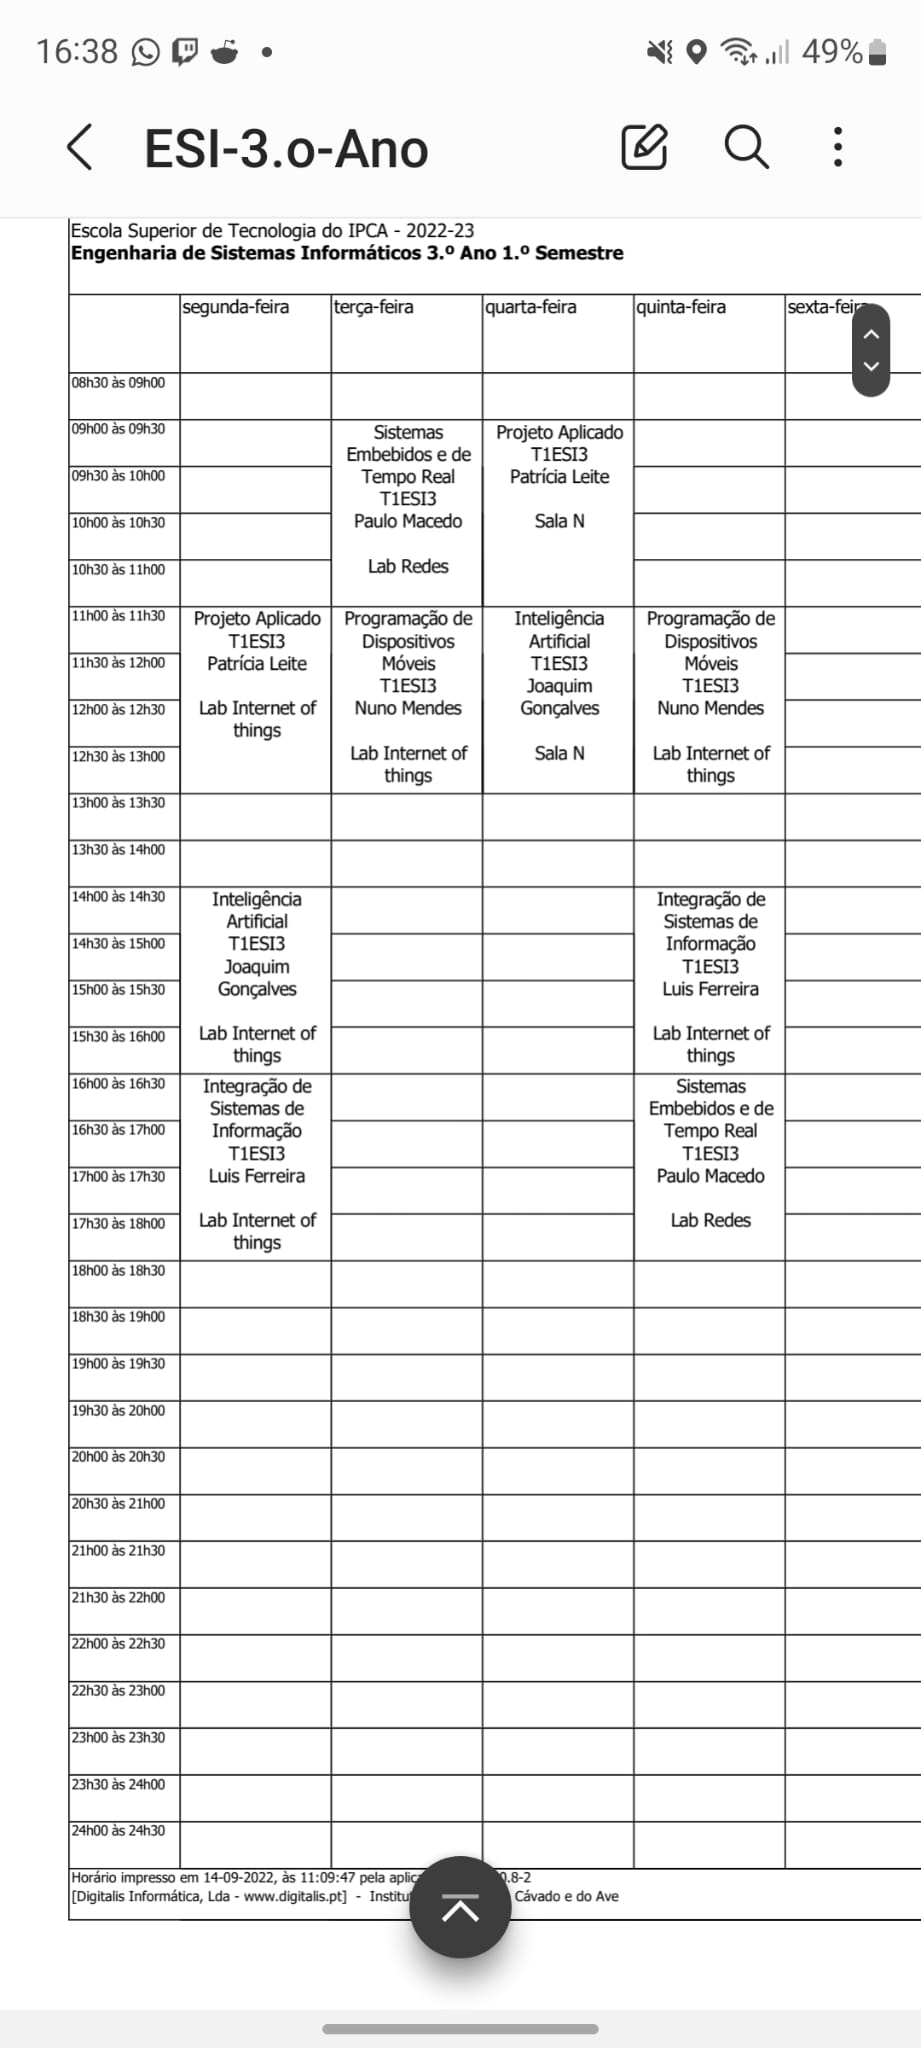 16:38
49%
ESI-3.o-Ano
Escola Superior de Tecnologia do IPCA - 2022-23
Engenharia de Sistemas Informáticos 3.º Ano 1.º Semestre
segunda-feira
terça-feira
quarta-feira
quinta-feira
sexta-feira
08h30 às 09h00
09h00 às 09h30
09h30 às 10h00
10h00 às 10h30
10h30 às 11h00
Sistemas
Embebidos e de
Tempo Real
T1ESI3
Paulo Macedo
Lab Redes
Projeto Aplicado
T1ESI3
Patrícia Leite
Sala N
11h00 às 11h30
11h30 às 12h00
12h00 às 12h30
12h30 às 13h00
Projeto Aplicado
T1ESI3
Patrícia Leite
Lab Internet of
things
Programação de
Dispositivos
Móveis
T1ESI3
Nuno Mendes
Lab Internet of
things
Inteligência
Artificial
T1ESI3
Joaquim
Gonçalves
Sala N
Programação de
Dispositivos
Móveis
T1ESI3
Nuno Mendes
Lab Internet of
things
13h00 às 13h30
13h30 às 14h00
14h00 às 14h30
14h30 às 15h00
15h00 às 15h30
15h30 às 16h00
Inteligência
Artificial
T1ESI3
Joaquim
Gonçalves
Lab Internet of
things
Integração de
Sistemas de
Informação
T1ESI3
Luis Ferreira
Lab Internet of
things
16h00 às 16h30
16h30 às 17h00
17h00 às 17h30
17h30 às 18h00
Integração de
Sistemas de
Informação
T1ESI3
Luis Ferreira
Lab Internet of
things
Sistemas
Embebidos e de
Tempo Real
T1ESI3
Paulo Macedo
Lab Redes
18h00 às 18h30
18h30 às 19h00
19h00 às 19h30
19h30 às 20h00
20h00 às 20h30
20h30 às 21h00
21h00 às 21h30
21h30 às 22h00
22h00 às 22h30
22h30 às 23h00
23h00 às 23h30
23h30 às 24h00
24h00 às 24h30
Horário impresso em 14-09-2022, às 11:09:47 pela
[Digitalis Informática, Lda - www.digitalis.pt] - Cávado e do Ave